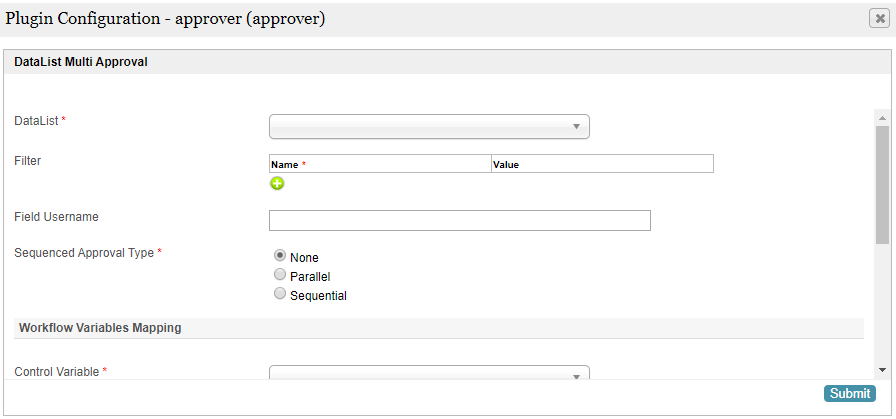 Plugin Configuration - approver (approver)
DataList Multi Approval
DataList *
Filter
Name * Value
Field Username
Sequenced Approval Type *
None
Parallel
Sequential
Workflow Variables Mapping
Control Variable *
Submit